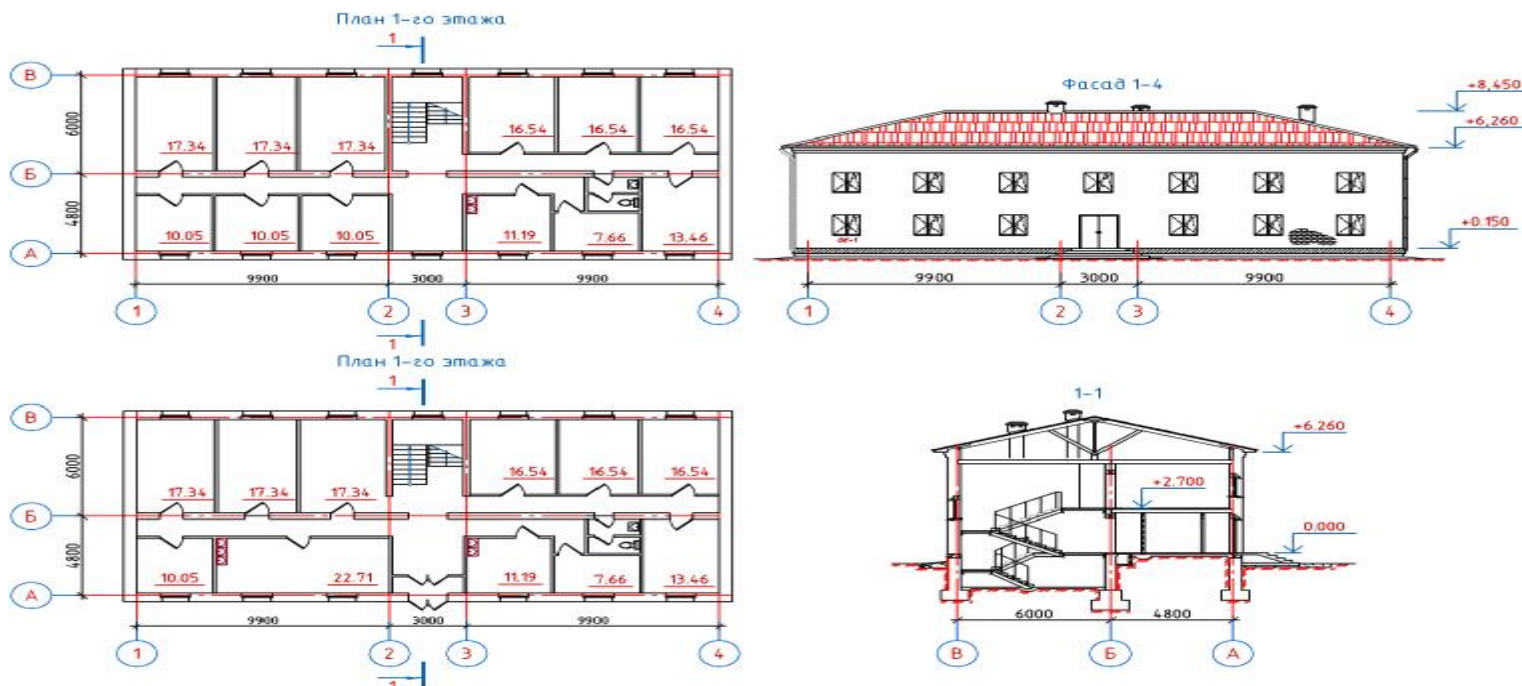 План 1-го этажа
1
В
Б
А
6000
4800
17.34 17.34 17.34 16.54 16.54 16.54
10.05 10.05 10.05 11.19 7.66 13.46
9900 3000 9900
1 2 3 4
1
Фасад 1-4
+8,450
+6,260
+0.150
9900 3000 9900
1 2 3 4
План 1-го этажа
1
В
Б
А
6000
4800
17.34 17.34 17.34 16.54 16.54 16.54
10.05 22.71 11.19 7.66 13.46
9900 3000 9900
1 2 3 4
1
1-1
+6.260
+2.700
0.000
6000 4800
В Б А